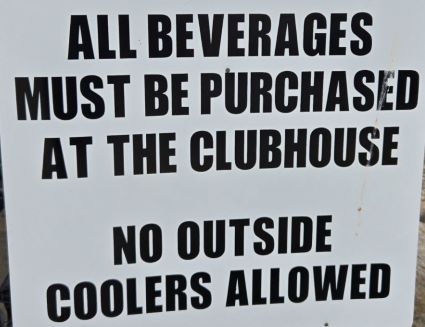 ALL BEVERAGES
MUST BE PURCHASED
AT THE CLUBHOUSE
NO OUTSIDE
COOLERS ALLOWED